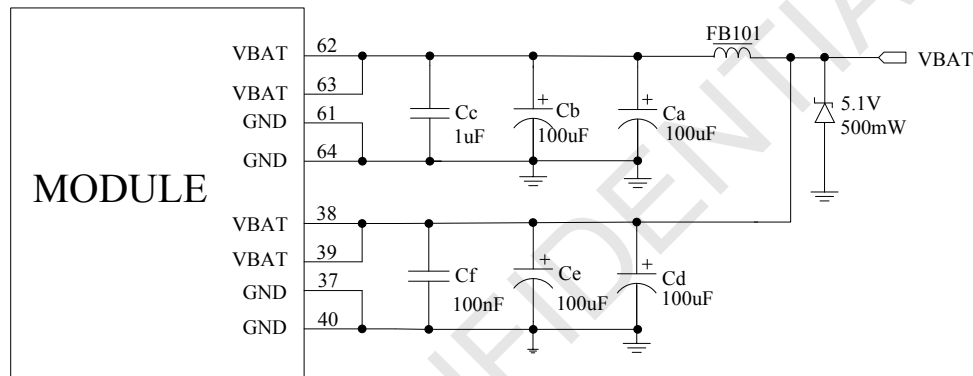 FB101
VBAT 62
VBAT
VBAT 63
GND 61
Cc
1uF
Cb
100uF
Ca
100uF
5.1V
500mW
GND 64
MODULE
VBAT 38
VBAT 39
GND 37
Cf
100nF
Ce
100uF
Cd
100uF
GND 40
NFIDENTIA